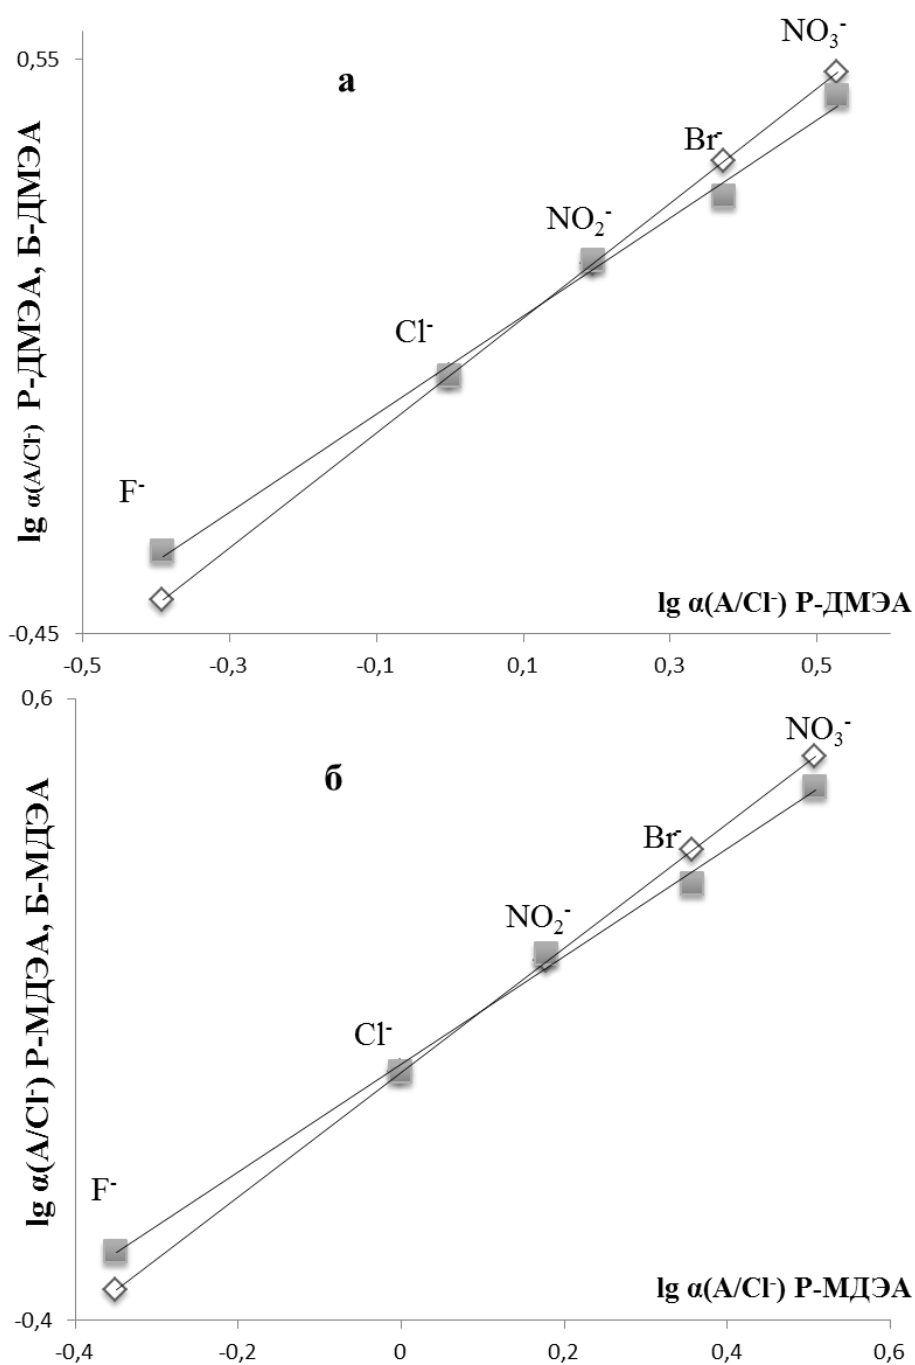 NO₃⁻
0,55
а
Br⁻
NO₂⁻
Cl⁻
F⁻
lg α(A/Cl⁻) Р-ДМЭА, Б-ДМЭА
lg α(A/Cl⁻) Р-ДМЭА
-0,45
-0,5 -0,3 -0,1 0,1 0,3 0,5
0,6
NO₃⁻
б
Br⁻
NO₂⁻
Cl⁻
F⁻
lg α(A/Cl⁻) Р-МДЭА, Б-МДЭА
lg α(A/Cl⁻) Р-МДЭА
-0,4
-0,4 -0,2 0 0,2 0,4 0,6